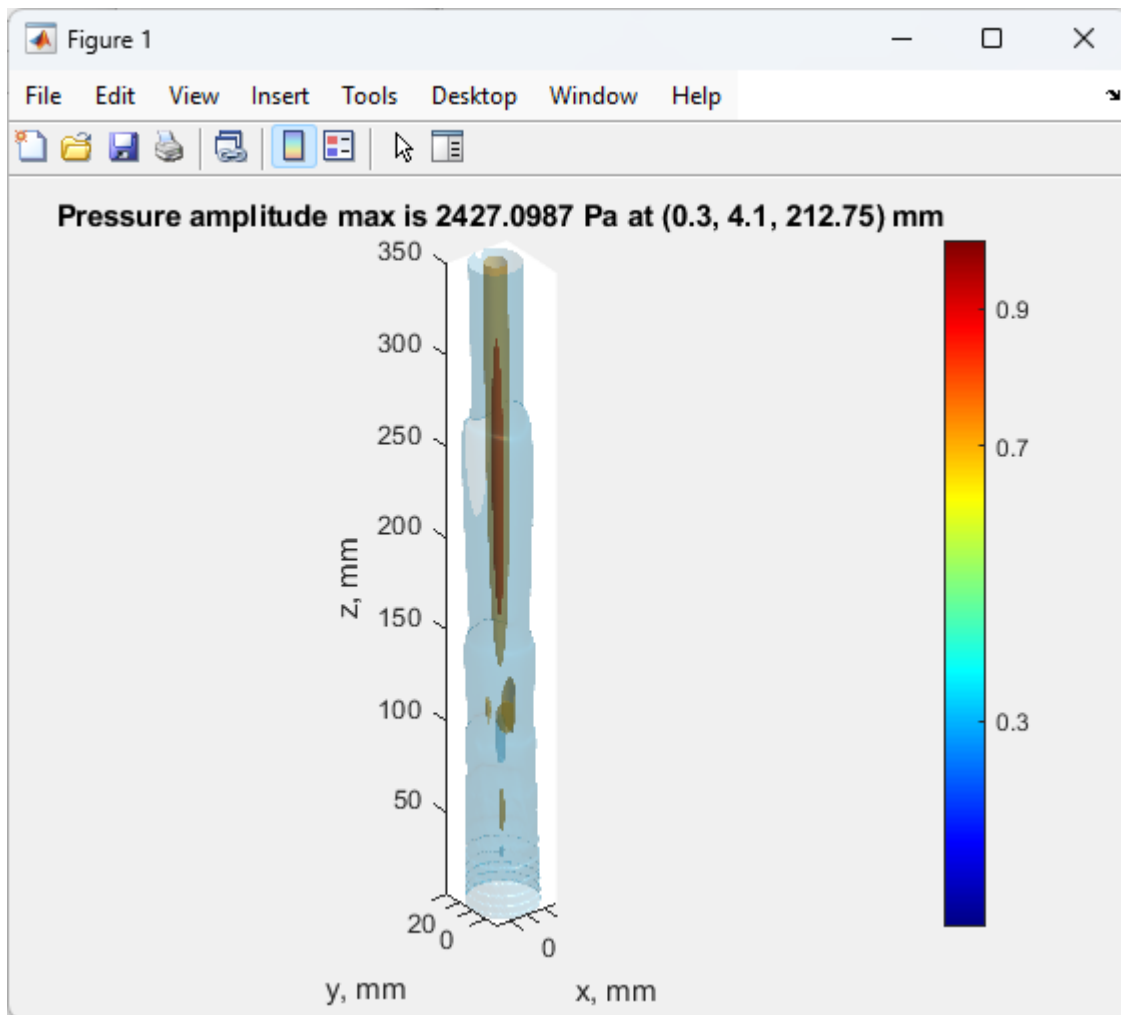 Figure 1
File Edit View Insert Tools Desktop Window Help
Pressure amplitude max is 2427.0987 Pa at (0.3, 4.1, 212.75) mm
350
300
250
200
150
100
50
z, mm
20
0
0
y, mm
x, mm
0.9
0.7
0.3